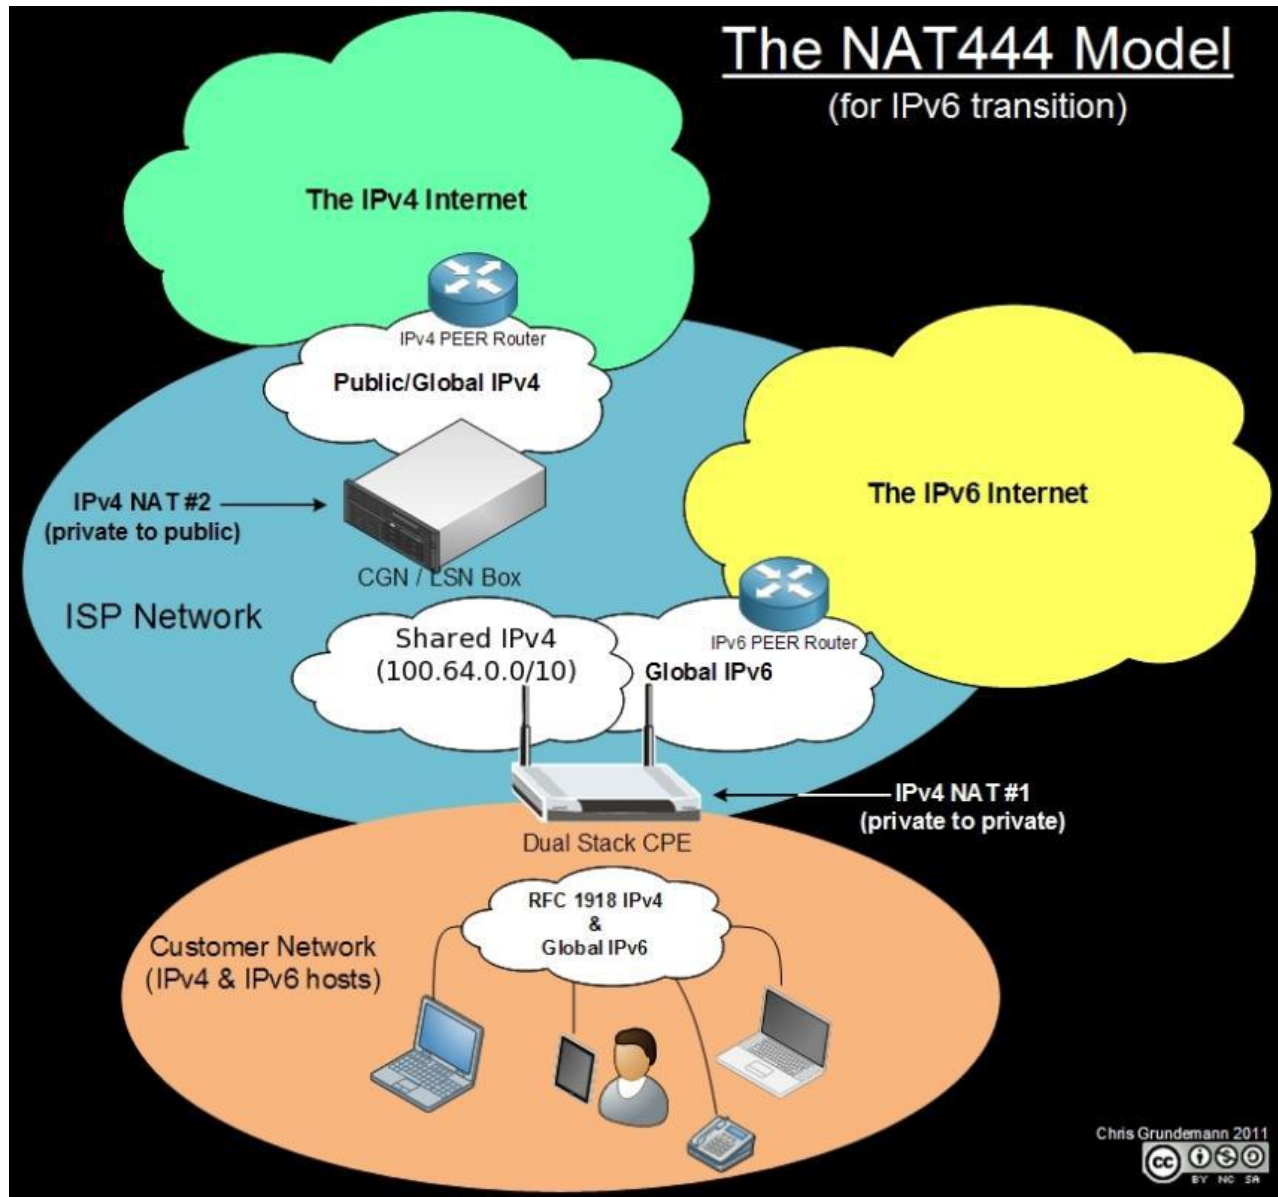 The NAT444 Model
(for IPv6 transition)
The IPv4 Internet
IPv4 PEER Router
Public/Global IPv4
IPv4 NAT #2
(private to public)
The IPv6 Internet
CGN / LSN Box
ISP Network
Shared IPv4
(100.64.0.0/10)
IPv6 PEER Router
Global IPv6
IPv4 NAT #1
(private to private)
Dual Stack CPE
RFC 1918 IPv4
&
Global IPv6
Customer Network
(IPv4 & IPv6 hosts)
Chris Grundemann 2011
cc
BY NC SA